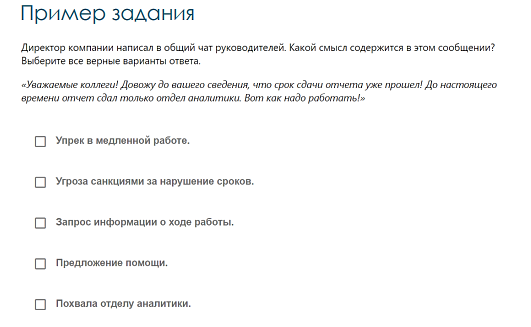 Пример задания
Директор компании написал в общий чат руководителей. Какой смысл содержится в этом сообщении?
Выберите все верные варианты ответа.
«Уважаемые коллеги! Довожу до вашего сведения, что срок сдачи отчета уже прошел! До настоящего
времени отчет сдал только отдел аналитики. Вот как надо работать!»
Упрек в медленной работе.
Угроза санкциями за нарушение сроков.
Запрос информации о ходе работы.
Предложение помощи.
Похвала отделу аналитики.